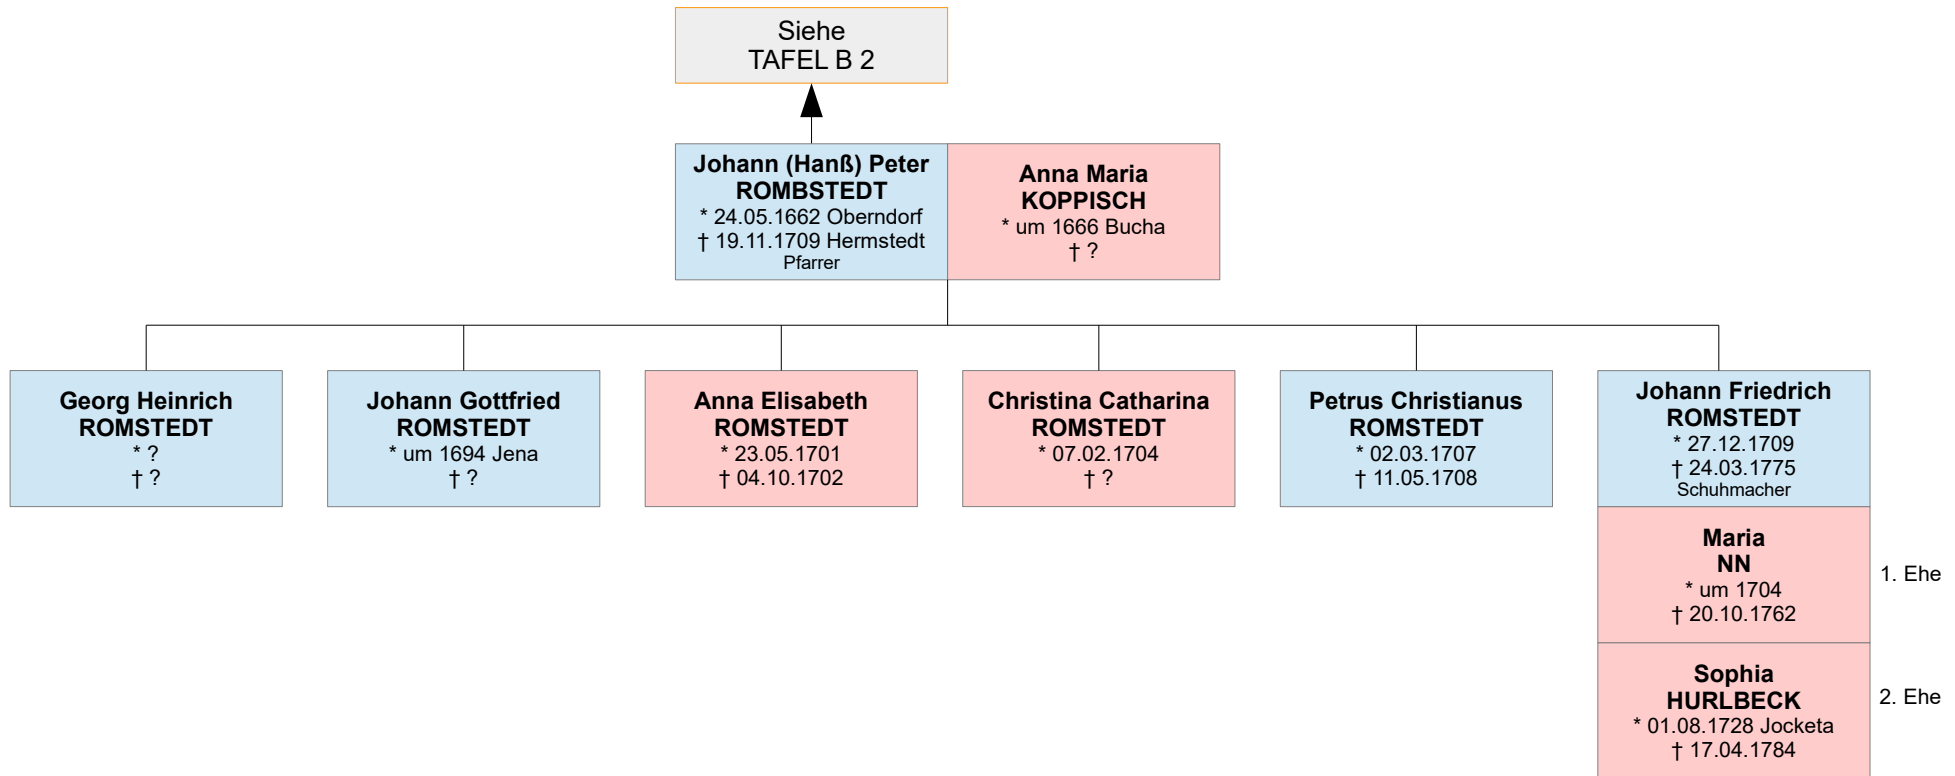 Siehe
TAFEL B 2
Johann (Hanß) Peter
ROMBSTEDT
* 24.05.1662 Oberndorf
† 19.11.1709 Hermstedt
Pfarrer
Anna Maria
KOPPISCH
* um 1666 Bucha
† ?
Georg Heinrich
ROMSTEDT
* ?
† ?
Johann Gottfried
ROMSTEDT
* um 1694 Jena
† ?
Anna Elisabeth
ROMSTEDT
* 23.05.1701
† 04.10.1702
Christina Catharina
ROMSTEDT
* 07.02.1704
† ?
Petrus Christianus
ROMSTEDT
* 02.03.1707
† 11.05.1708
Johann Friedrich
ROMSTEDT
* 27.12.1709
† 24.03.1775
Schuhmacher
Maria
NN
* um 1704
† 20.10.1762
1. Ehe
Sophia
HURLBECK
* 01.08.1728 Jocketa
† 17.04.1784
2. Ehe